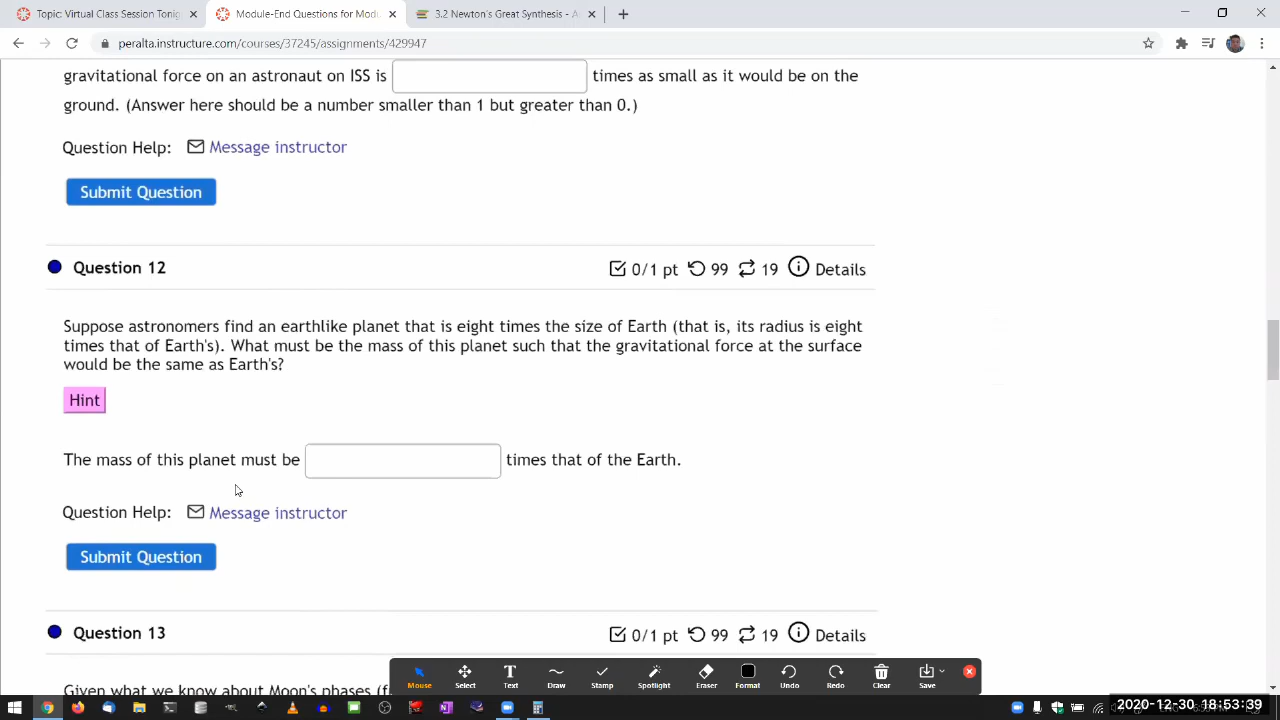 Topic: Virtual Class Session Tonig
Module-End Questions for Modu
3.2 Newton's Great Synthesis - A
peralta.instructure.com/courses/37245/assignments/429947
gravitational force on an astronaut on ISS is times as small as it would be on the
ground. (Answer here should be a number smaller than 1 but greater than 0.)
Question Help: Message instructor
Submit Question
Question 12 0/1 pt 99 19 Details
Suppose astronomers find an earthlike planet that is eight times the size of Earth (that is, its radius is eight
times that of Earth's). What must be the mass of this planet such that the gravitational force at the surface
would be the same as Earth's?
Hint
The mass of this planet must be times that of the Earth.
Question Help: Message instructor
Submit Question
Question 13 0/1 pt 99 19 Details
Given what we know about Moon's phases (f
Mouse Select Text Draw Stamp Spotlight Eraser Format Undo Redo Clear Save
2020-12-30 18:53:39